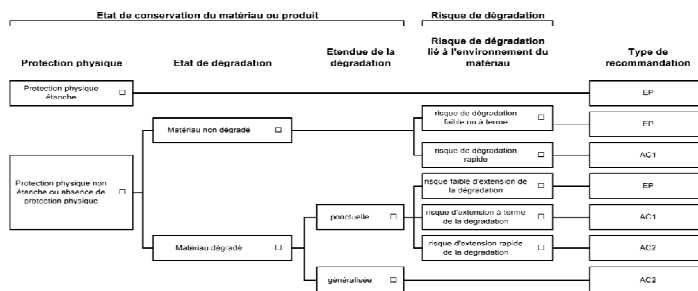 Etat de conservation du matériau ou produit
Risque de dégradation
Protection physique
Etat de dégradation
Etendue de la
dégradation
Risque de dégradation
lié à l'environnement du
matériau
Type de
recommandation
Protection physique
étanche
EP
Matériau non dégradé
risque de dégradation
faible ou à terme
EP
risque de dégradation
rapide
AC1
Protection physique non
étanche ou absence de
protection physique
risque faible d'extension de
la dégradation
EP
ponctuelle
risque d'extension à terme
de la dégradation
AC1
Matériau dégradé
risque d'extension rapide
de la dégradation
AC2
généralisée
AC2